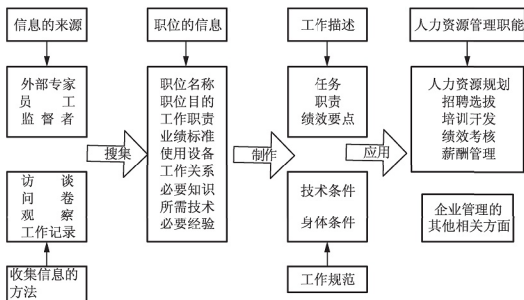 信息的来源
外部专家
员工
监督者
访谈
问卷
观察
工作记录
收集信息的
方法
搜集
职位的信息
职位名称
职位目的
工作职责
业绩标准
使用设备
工作关系
必要知识
所需技术
必要经验
制作
工作描述
任务
职责
绩效要点
技术条件
身体条件
工作规范
应用
人力资源管理职能
人力资源规划
招聘选拔
培训开发
绩效考核
薪酬管理
企业管理的
其他相关方面